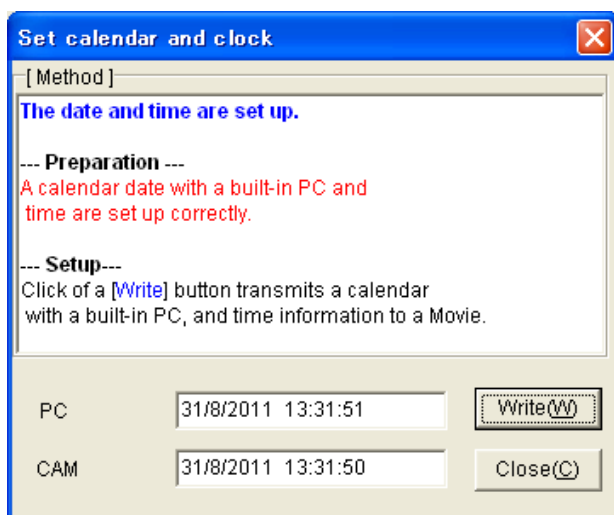 Set calendar and clock
[ Method ]
The date and time are set up.
--- Preparation ---
A calendar date with a built-in PC and
time are set up correctly.
--- Setup---
Click of a [Write] button transmits a calendar
with a built-in PC, and time information to a Movie.
PC 31/8/2011 13:31:51 Write(W)
CAM 31/8/2011 13:31:50 Close(C)